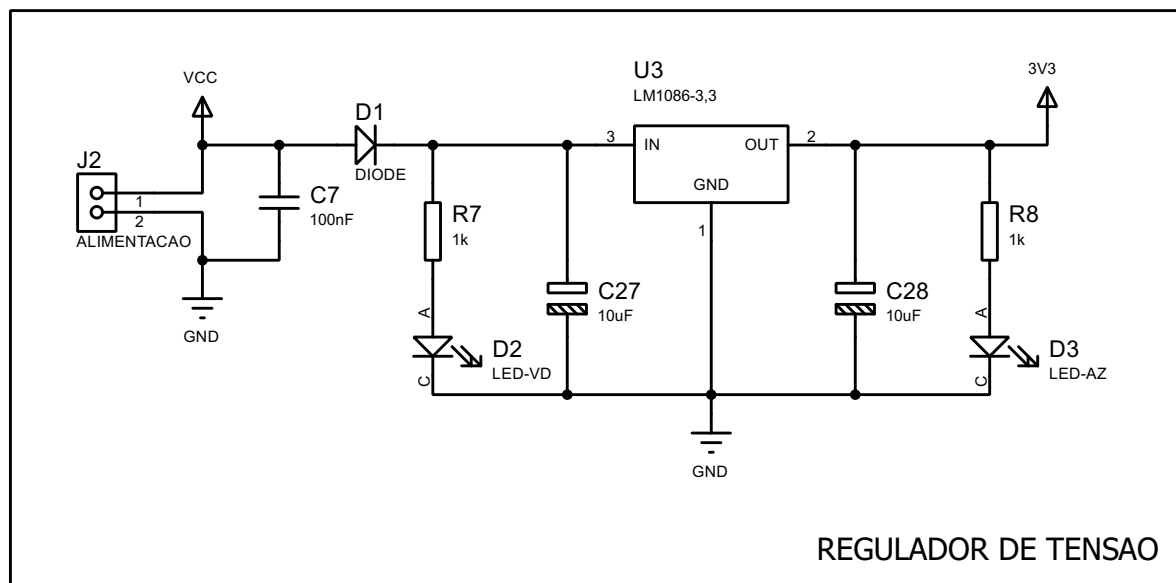 VCC
J2
1
2
ALIMENTACAO
GND
C7
100nF
D1
DIODE
R7
1k
A
C
D2
LED-VD
C27
10uF
U3
LM1086-3,3
3
IN
OUT
2
GND
1
GND
C28
10uF
3V3
R8
1k
A
C
D3
LED-AZ
REGULADOR DE TENSAO